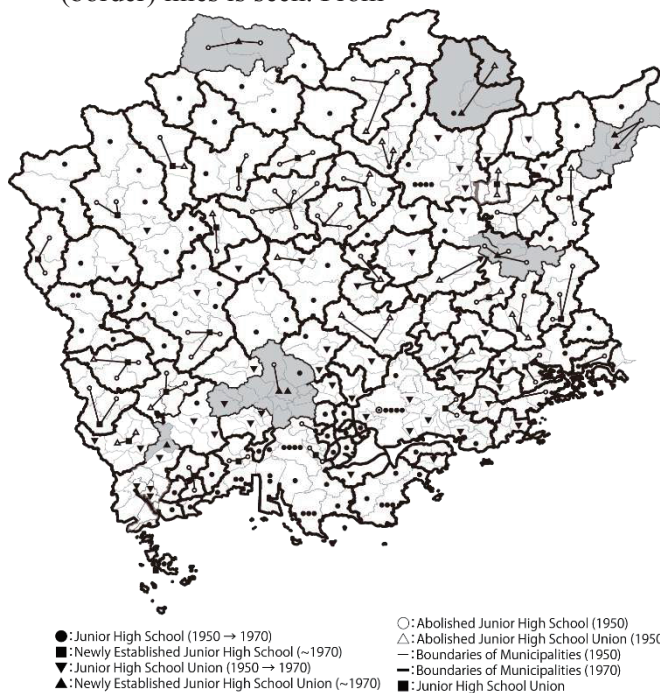 (border) lines is seen. From
●:Junior High School (1950 → 1970)
■:Newly Established Junior High School (~1970)
▼:Junior High School Union (1950 → 1970)
▲:Newly Established Junior High School Union (~1970)
○:Abolished Junior High School (1950)
△:Abolished Junior High School Union (1950
—:Boundaries of Municipalities (1950)
━:Boundaries of Municipalities (1970)
■:Junior High School Union